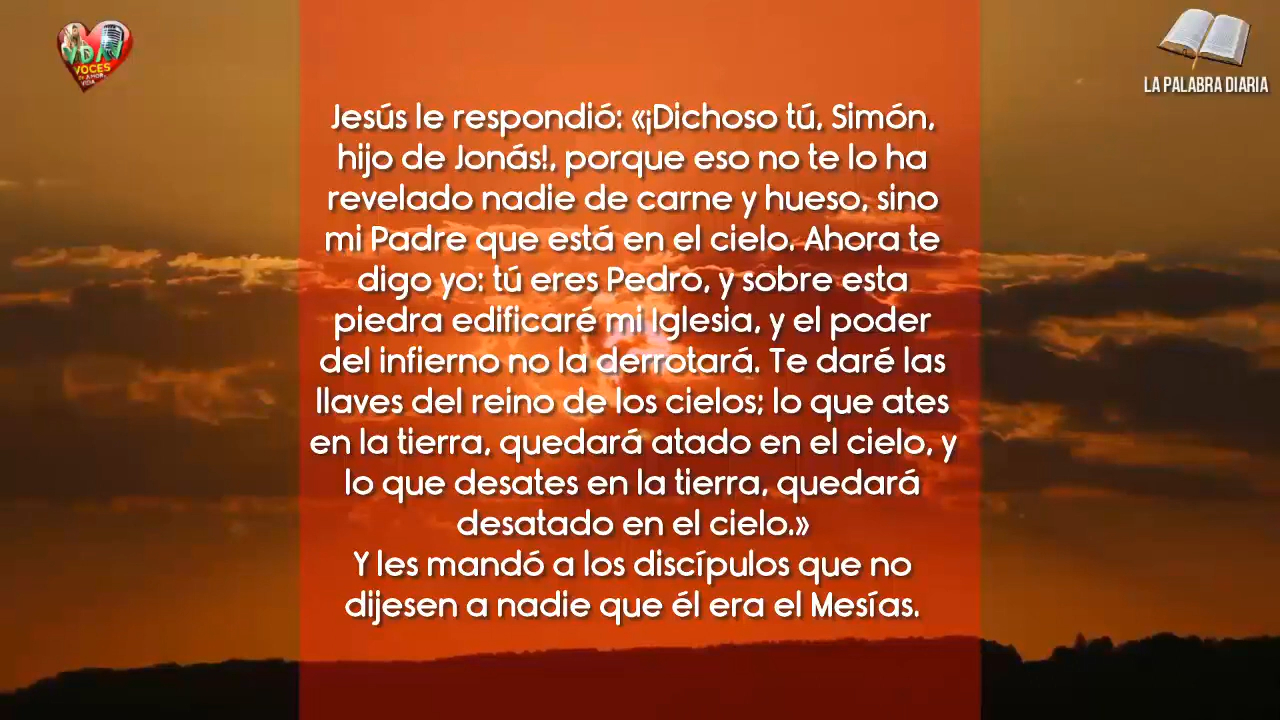 VDA
VOCES
DE AMOR
VIDA
LA PALABRA DIARIA
Jesús le respondió: «¡Dichoso tú, Simón,
hijo de Jonás!, porque eso no te lo ha
revelado nadie de carne y hueso, sino
mi Padre que está en el cielo. Ahora te
digo yo: tú eres Pedro, y sobre esta
piedra edificaré mi Iglesia, y el poder
del infierno no la derrotará. Te daré las
llaves del reino de los cielos; lo que ates
en la tierra, quedará atado en el cielo, y
lo que desates en la tierra, quedará
desatado en el cielo.»
Y les mandó a los discípulos que no
dijesen a nadie que él era el Mesías.